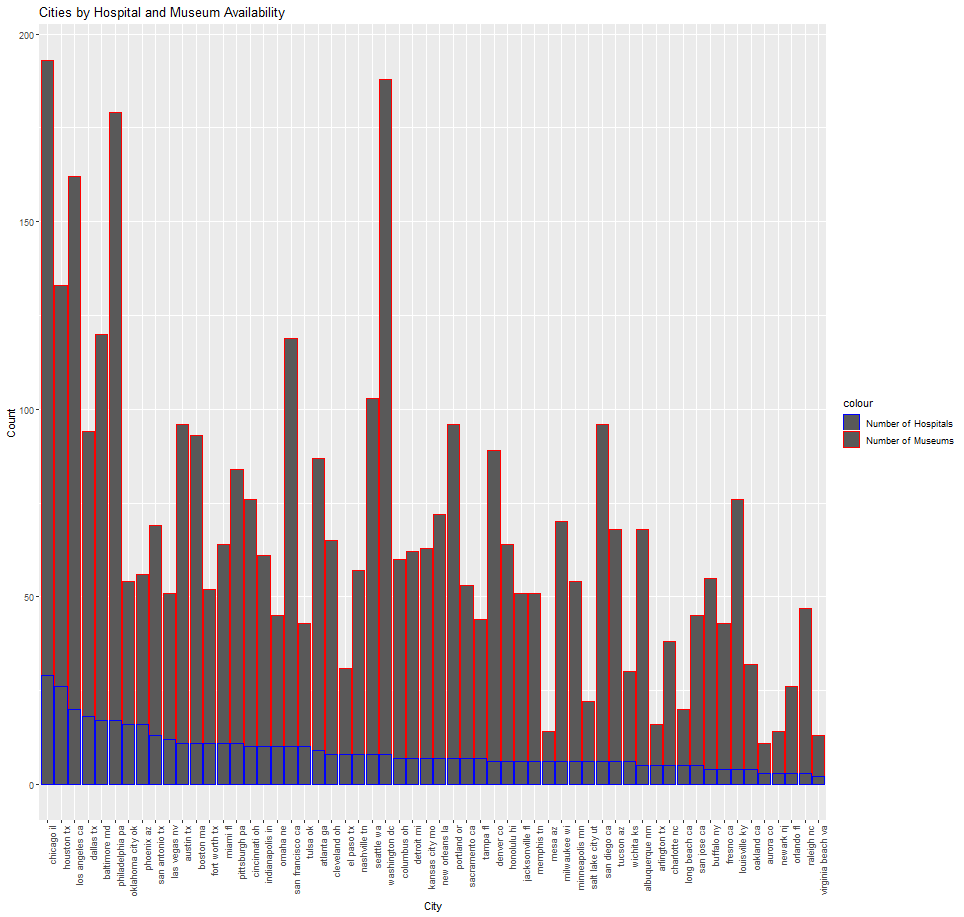 Cities by Hospital and Museum Availability
200
150
100
50
0
Count
chicago il
houston tx
los angeles ca
dallas tx
baltimore md
philadelphia pa
oklahoma city ok
phoenix az
san antonio tx
las vegas nv
austin tx
boston ma
fort worth tx
miami fl
pittsburgh pa
cincinnati oh
indianapolis in
omaha ne
san francisco ca
tulsa ok
atlanta ga
cleveland oh
el paso tx
nashville tn
seattle wa
washington dc
columbus oh
detroit mi
kansas city mo
new orleans la
portland or
sacramento ca
tampa fl
denver co
honolulu hi
jacksonville fl
memphis tn
mesa az
milwaukee wi
minneapolis mn
salt lake city ut
san diego ca
tucson az
wichita ks
albuquerque nm
arlington tx
charlotte nc
long beach ca
san jose ca
buffalo ny
fresno ca
louisville ky
oakland ca
aurora co
newark nj
orlando fl
raleigh nc
virginia beach va
City
colour
Number of Hospitals
Number of Museums